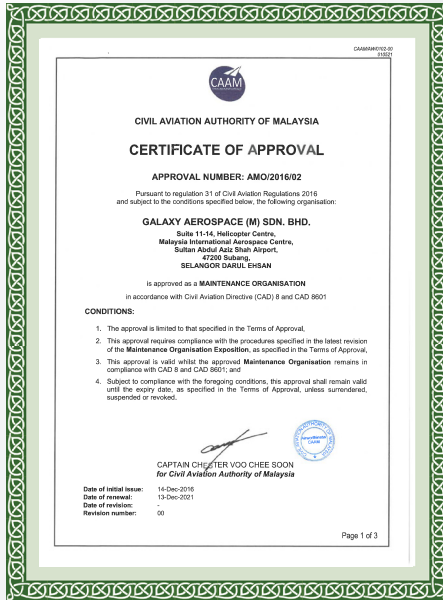 CAAM/AW/0102-00
010521
CAAM
CIVIL AVIATION AUTHORITY OF MALAYSIA
CERTIFICATE OF APPROVAL
APPROVAL NUMBER: AMO/2016/02
Pursuant to regulation 31 of Civil Aviation Regulations 2016
and subject to the conditions specified below, the following organisation:
GALAXY AEROSPACE (M) SDN. BHD.
Suite 11-14, Helicopter Centre,
Malaysia International Aerospace Centre,
Sultan Abdul Aziz Shah Airport,
47200 Subang,
SELANGOR DARUL EHSAN
is approved as a MAINTENANCE ORGANISATION
in accordance with Civil Aviation Directive (CAD) 8 and CAD 8601
CONDITIONS:
1. The approval is limited to that specified in the Terms of Approval,
2. This approval requires compliance with the procedures specified in the latest revision
of the Maintenance Organisation Exposition, as specified in the Terms of Approval,
3. This approval is valid whilst the approved Maintenance Organisation remains in
compliance with CAD 8 and CAD 8601; and
4. Subject to compliance with the foregoing conditions, this approval shall remain valid
until the expiry date, as specified in the Terms of Approval, unless surrendered,
suspended or revoked.
CAPTAIN CHESTER VOO CHEE SOON
for Civil Aviation Authority of Malaysia
Date of initial issue: 14-Dec-2016
Date of renewal: 13-Dec-2021
Date of revision: -
Revision number: 00
Page 1 of 3